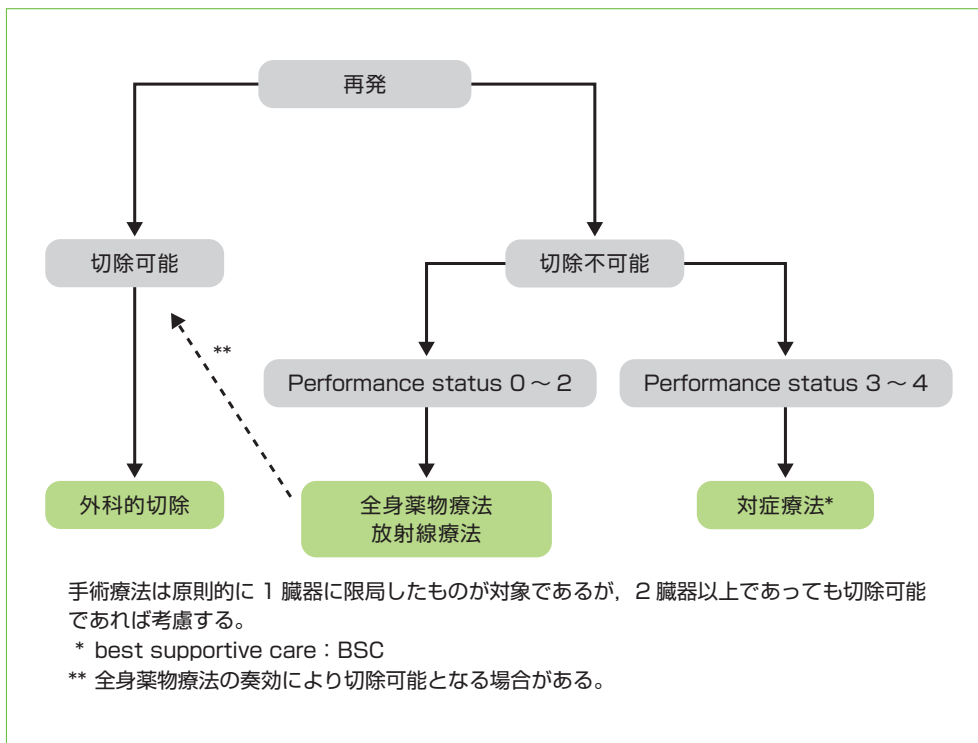 再発
切除可能
切除不可能
**
Performance status 0～2
Performance status 3～4
外科的切除
全身薬物療法
放射線療法
対症療法*
手術療法は原則的に 1 臓器に限局したものが対象であるが，2 臓器以上であっても切除可能
であれば考慮する。
* best supportive care：BSC
** 全身薬物療法の奏効により切除可能となる場合がある。